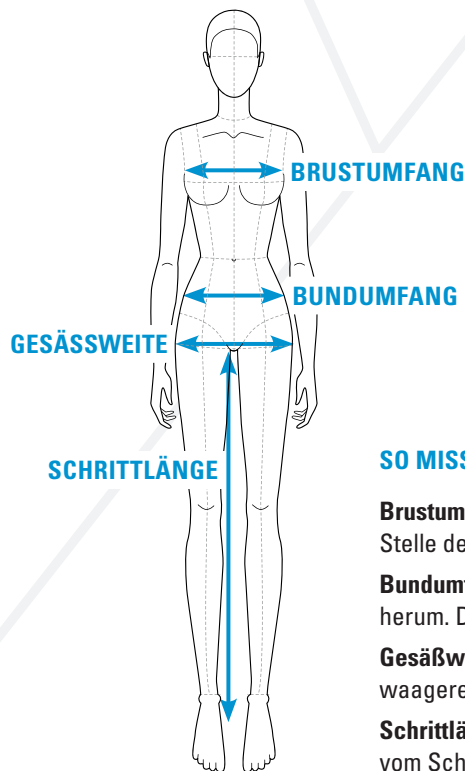 BRUSTUMFANG
BUNDUMFANG
GESÄSSWEITE
SCHRITTLÄNGE
SO MISS
Brustum
Stelle de
Bundum
herum. D
Gesäßw
waagere
Schrittlä
vom Sch